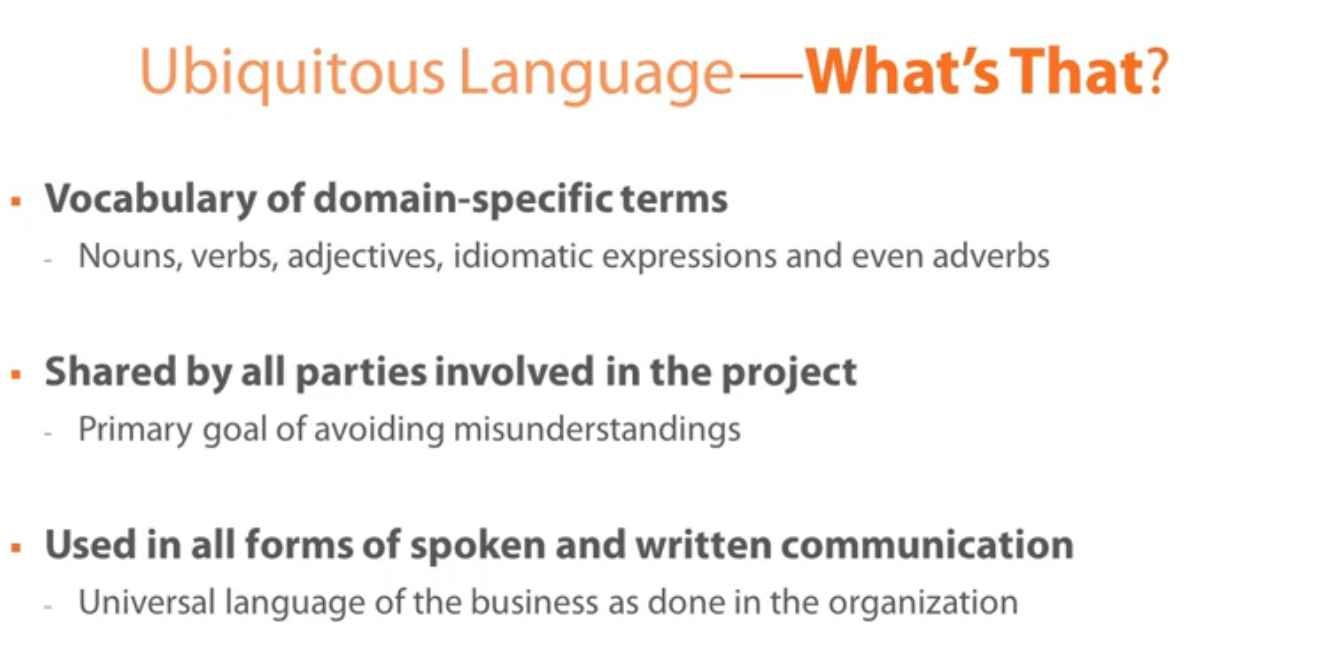 Ubiquitous Language—What's That?
▪ Vocabulary of domain-specific terms
- Nouns, verbs, adjectives, idiomatic expressions and even adverbs
▪ Shared by all parties involved in the project
- Primary goal of avoiding misunderstandings
▪ Used in all forms of spoken and written communication
- Universal language of the business as done in the organization